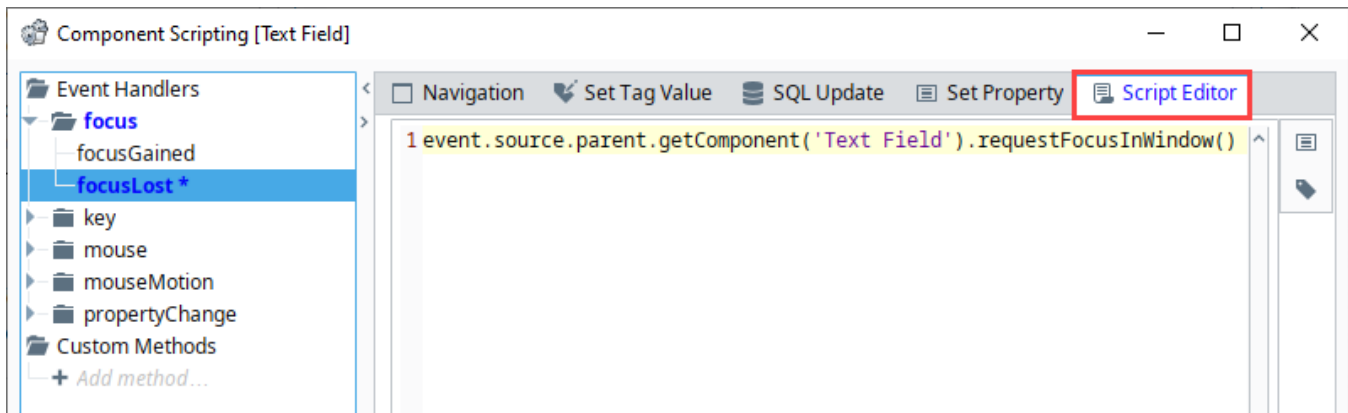 Component Scripting [Text Field]
Event Handlers
focus
focusGained
focusLost *
key
mouse
mouseMotion
propertyChange
Custom Methods
+ Add method...
Navigation Set Tag Value SQL Update Set Property Script Editor
1 event.source.parent.getComponent('Text Field').requestFocusInWindow()